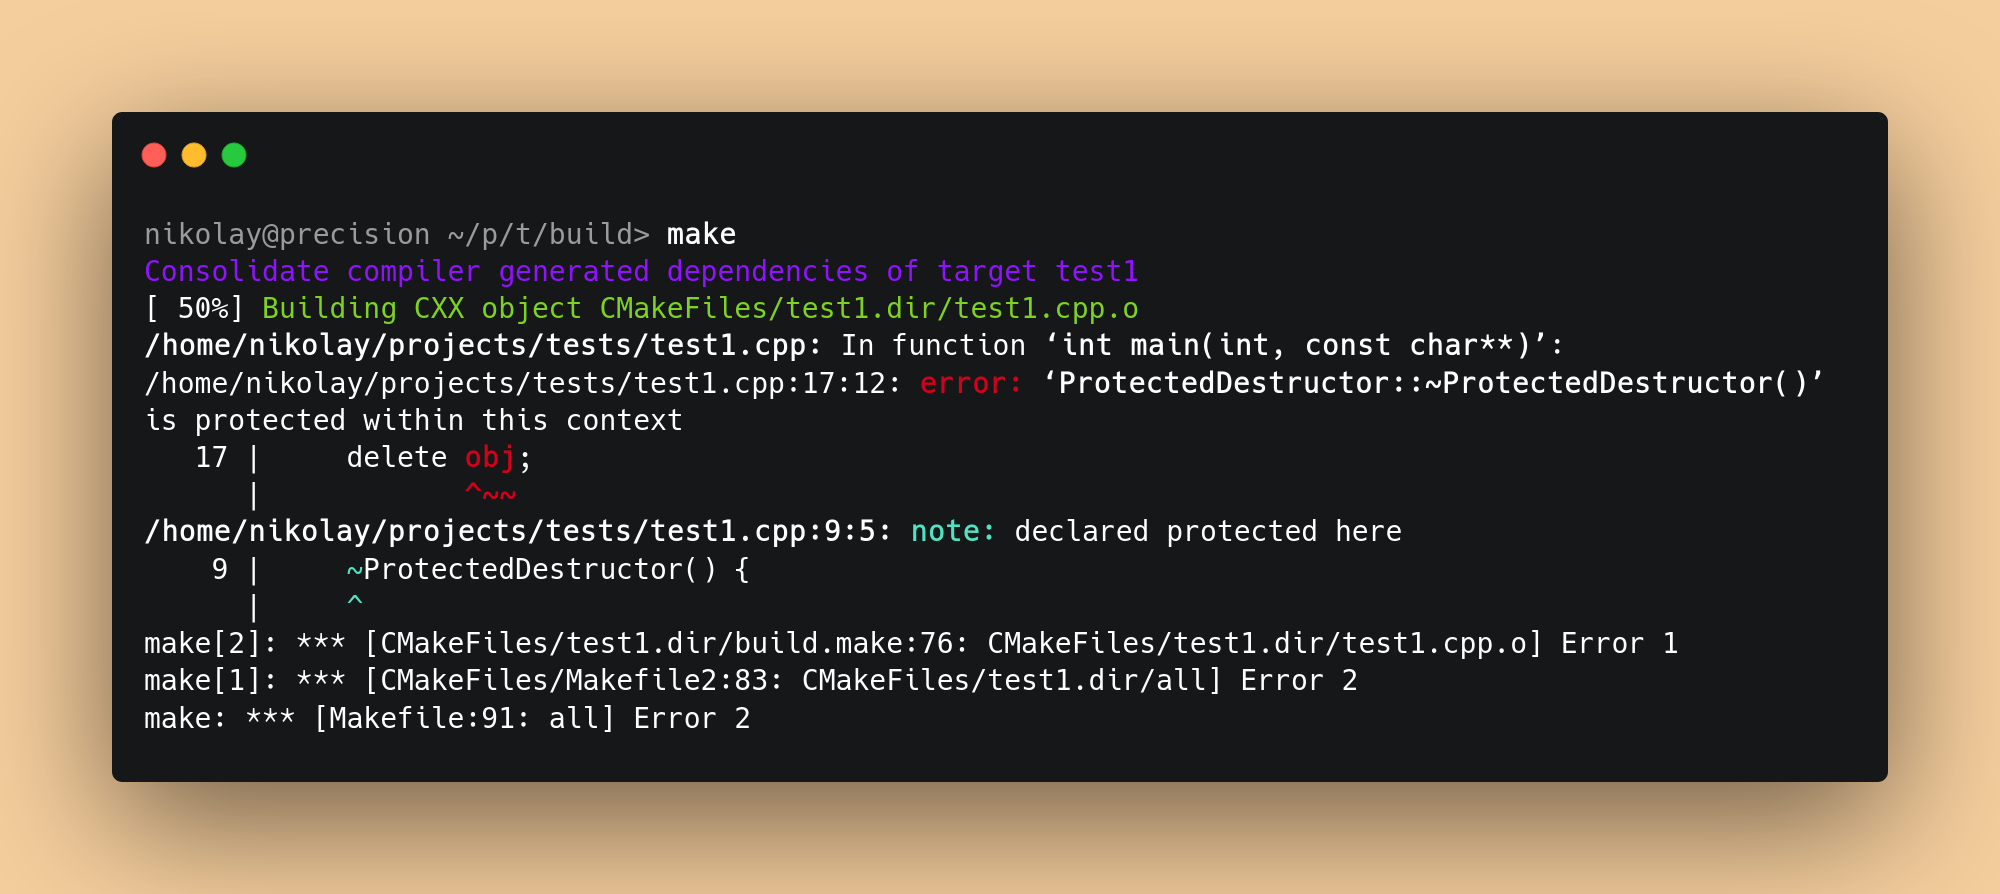 nikolay@precision ~/p/t/build> make
Consolidate compiler generated dependencies of target test1
[ 50%] Building CXX object CMakeFiles/test1.dir/test1.cpp.o
/home/nikolay/projects/tests/test1.cpp: In function ‘int main(int, const char**)’:
/home/nikolay/projects/tests/test1.cpp:17:12: error: ‘ProtectedDestructor::~ProtectedDestructor()’
is protected within this context
   17 |     delete obj;
      |            ^~~
/home/nikolay/projects/tests/test1.cpp:9:5: note: declared protected here
    9 |     ~ProtectedDestructor() {
      |     ^
make[2]: *** [CMakeFiles/test1.dir/build.make:76: CMakeFiles/test1.dir/test1.cpp.o] Error 1
make[1]: *** [CMakeFiles/Makefile2:83: CMakeFiles/test1.dir/all] Error 2
make: *** [Makefile:91: all] Error 2